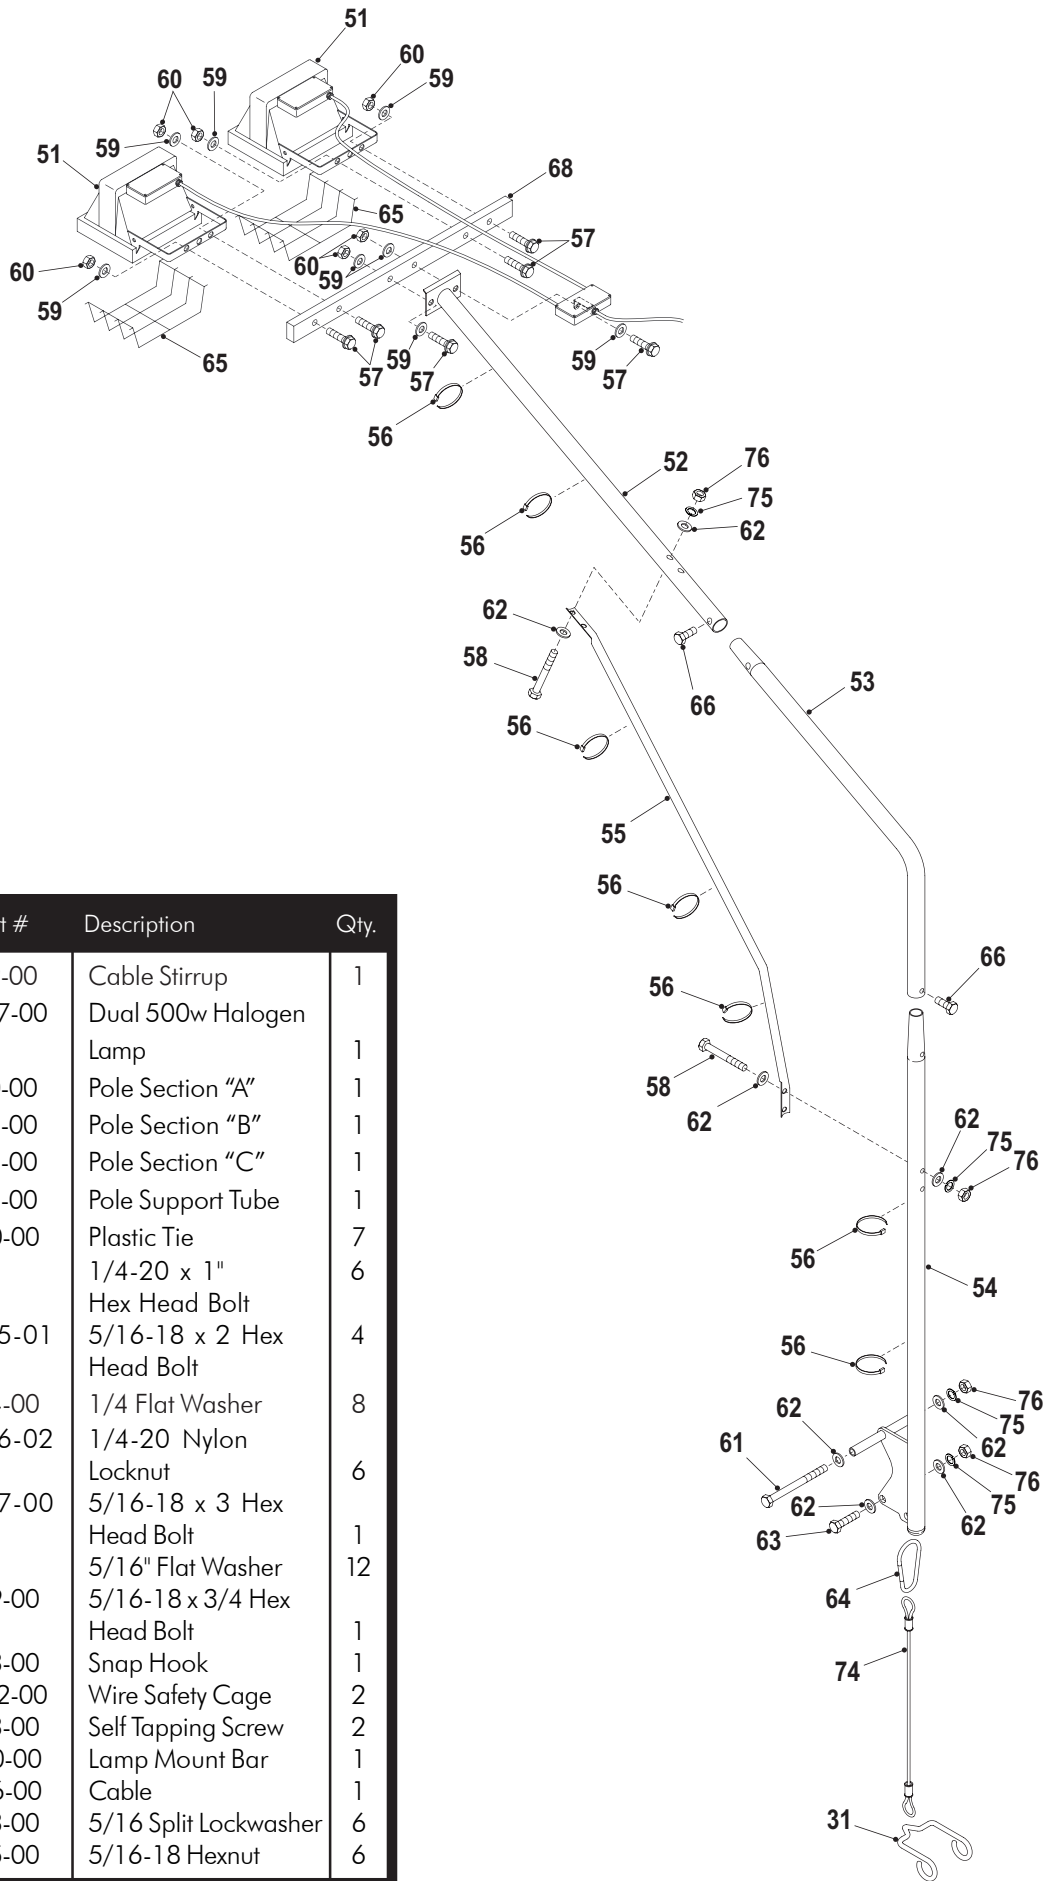 51
60
59
60
59
59
51
68
65
57
60
60
59
59
65
57
59
57
59
57
56
52
76
75
62
56
62
58
66
53
56
55
56
66
56
58
62
62
75
76
56
54
56
76
75
62
62
61
76
75
62
62
63
64
74
31
t # Description Qty.
-00 Cable Stirrup 1
7-00 Dual 500w Halogen
Lamp 1
-00 Pole Section “A” 1
-00 Pole Section “B” 1
-00 Pole Section “C” 1
-00 Pole Support Tube 1
0-00 Plastic Tie 7
1/4-20 x 1" 6
Hex Head Bolt
5-01 5/16-18 x 2 Hex 4
Head Bolt
-00 1/4 Flat Washer 8
6-02 1/4-20 Nylon
Locknut 6
7-00 5/16-18 x 3 Hex
Head Bolt 1
5/16" Flat Washer 12
-00 5/16-18 x 3/4 Hex
Head Bolt 1
-00 Snap Hook 1
2-00 Wire Safety Cage 2
-00 Self Tapping Screw 2
0-00 Lamp Mount Bar 1
-00 Cable 1
-00 5/16 Split Lockwasher 6
-00 5/16-18 Hexnut 6